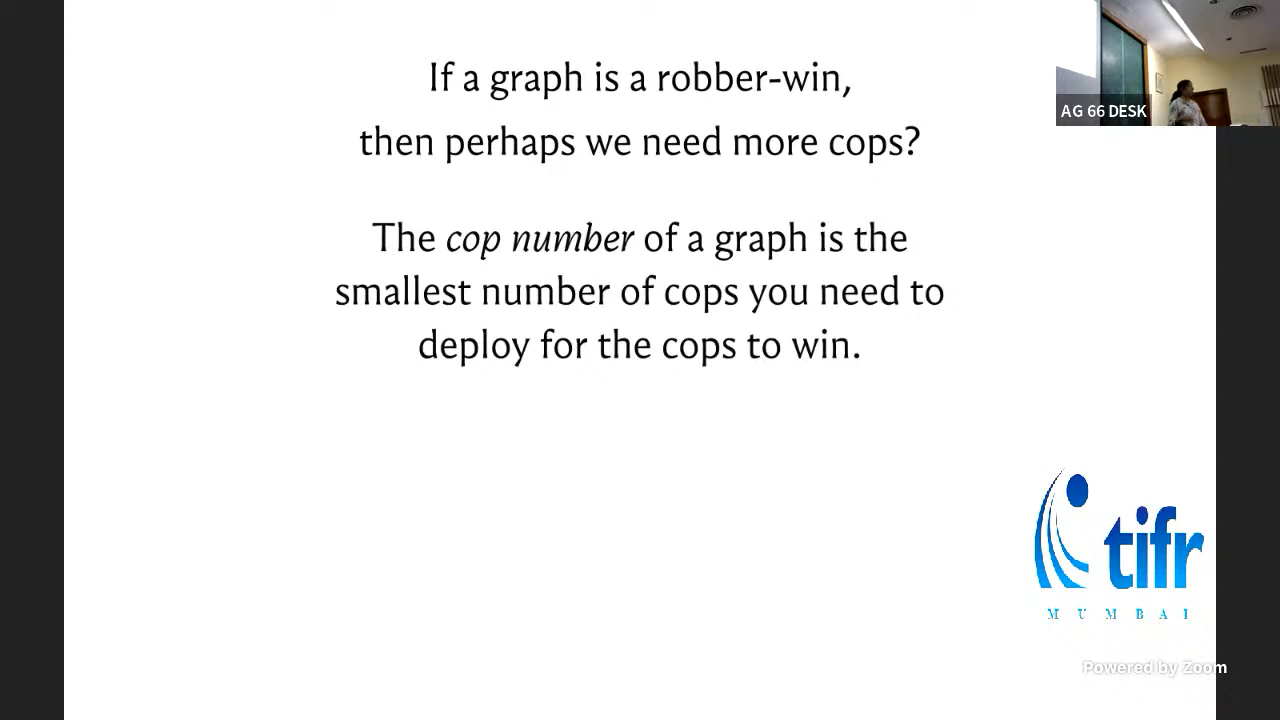 If a graph is a robber-win,
then perhaps we need more cops?
The cop number of a graph is the
smallest number of cops you need to
deploy for the cops to win.
AG 66 DESK
tifr
MUMBAI
Powered by Zoom